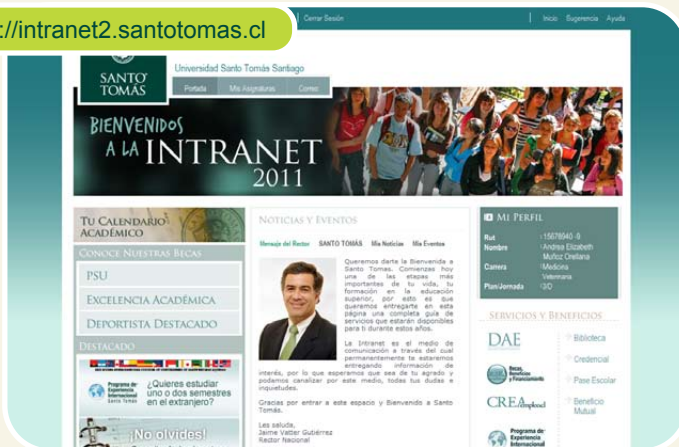 ://intranet2.santotomas.cl
Cerrar Sesión
Inicio Sugerencia Ayuda
SANTO TOMÁS
Universidad Santo Tomás Santiago
Portada Mis Asignaturas Correo
BIENVENIDOS
A LA INTRANET
2011
TU CALENDARIO
ACADÉMICO
CONOCE NUESTRAS BECAS
PSU
EXCELENCIA ACADÉMICA
DEPORTISTA DESTACADO
DESTACADO
Programa de
Experiencia
Internacional
Santo Tomás
¿Quieres estudiar
uno o dos semestres
en el extranjero?
¡No olvides!
NOTICIAS Y EVENTOS
Mensaje del Rector SANTO TOMÁS Mis Noticias Mis Eventos
Queremos darte la Bienvenida a
Santo Tomas. Comienzas hoy
una de las etapas más
importantes de tu vida, tu
formación en la educación
superior, por esto es que
queremos entregarte en esta
página una completa guía de
servicios que estarán disponibles
para ti durante estos años.
La Intranet es el medio de
comunicación a través del cual
permanentemente te estaremos
entregando información de
interés, por lo que esperamos que sea de tu agrado y
podamos canalizar por este medio, todas tus dudas e
inquietudes.
Gracias por entrar a este espacio y Bienvenido a Santo
Tomás.
Les saluda,
Jaime Vatter Gutiérrez
Rector Nacional
MI PERFIL
Rut :15678940 -9
Nombre :Andrea Elizabeth
Muñoz Orellana
Carrera :Medicina
Veterinaria
Plan/Jornada :3/D
SERVICIOS Y BENEFICIOS
DAE
Becas,
Beneficios
y Financiamiento
CREAempleo
Programa de
Experiencia
Internacional
Biblioteca
Credencial
Pase Escolar
Beneficio
Mutual